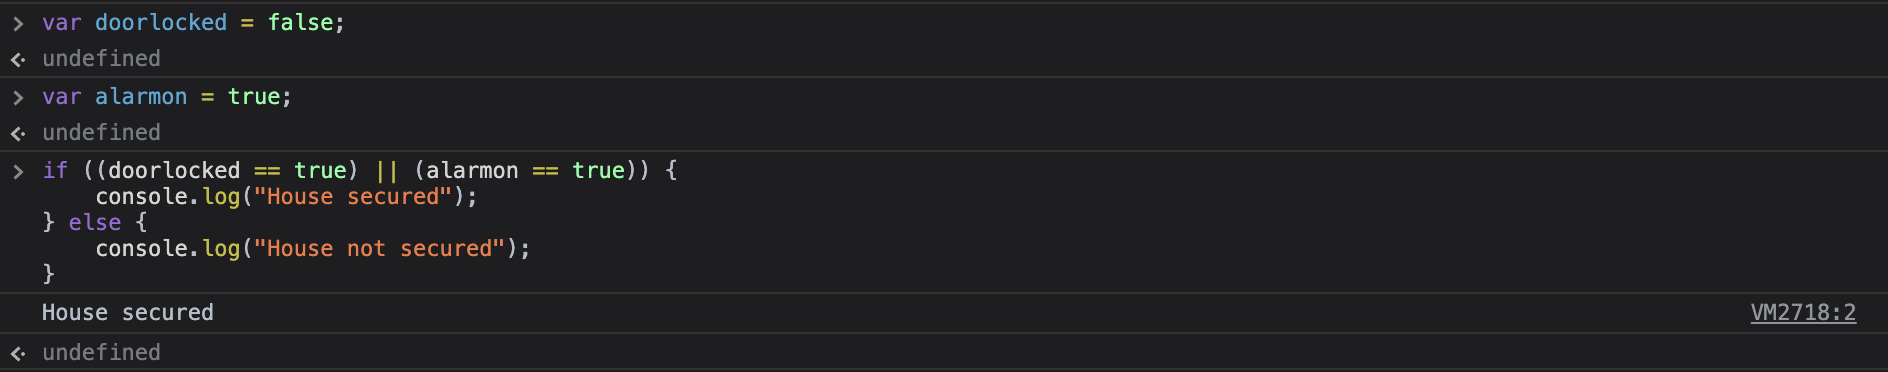 > var doorlocked = false;
undefined
> var alarmon = true;
undefined
> if ((doorlocked == true) || (alarmon == true)) {
    console.log("House secured");
} else {
    console.log("House not secured");
}
House secured VM2718:2
undefined